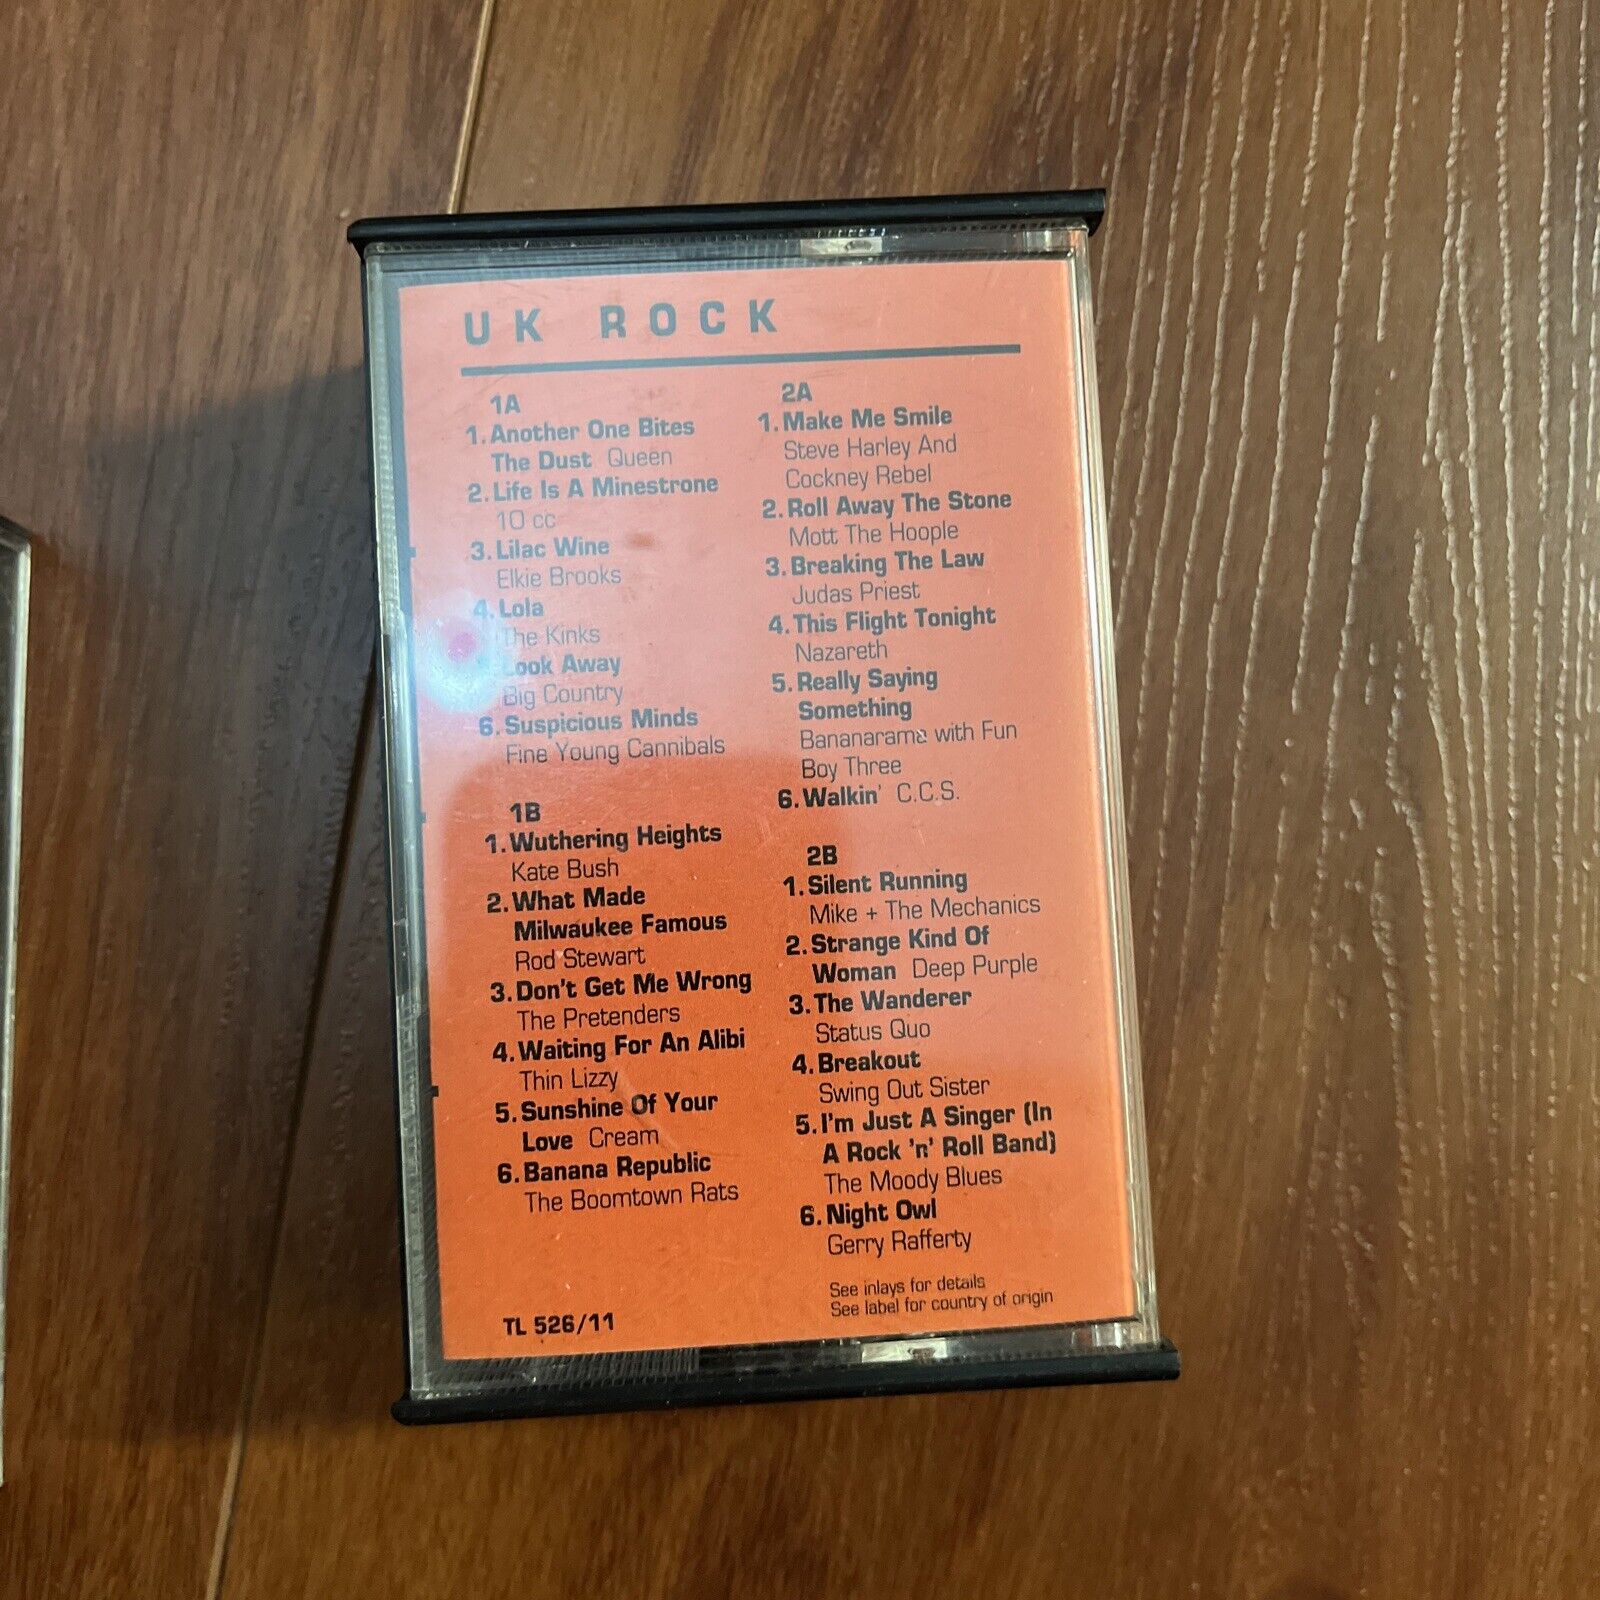 UK ROCK
1A
1. Another One Bites
The Dust Queen
2. Life Is A Minestrone
10 cc
3. Lilac Wine
Elkie Brooks
4. Lola
The Kinks
Look Away
Big Country
6. Suspicious Minds
Fine Young Cannibals
1B
1. Wuthering Heights
Kate Bush
2. What Made
Milwaukee Famous
Rod Stewart
3. Don't Get Me Wrong
The Pretenders
4. Waiting For An Alibi
Thin Lizzy
5. Sunshine Of Your
Love Cream
6. Banana Republic
The Boomtown Rats
TL 526/11
2A
1. Make Me Smile
Steve Harley And
Cockney Rebel
2. Roll Away The Stone
Mott The Hoople
3. Breaking The Law
Judas Priest
4. This Flight Tonight
Nazareth
5. Really Saying
Something
Bananarama with Fun
Boy Three
6. Walkin' C.C.S.
2B
1. Silent Running
Mike + The Mechanics
2. Strange Kind Of
Woman Deep Purple
3. The Wanderer
Status Quo
4. Breakout
Swing Out Sister
5. I'm Just A Singer (In
A Rock 'n' Roll Band)
The Moody Blues
6. Night Owl
Gerry Rafferty
See inlays for details
See label for country of origin